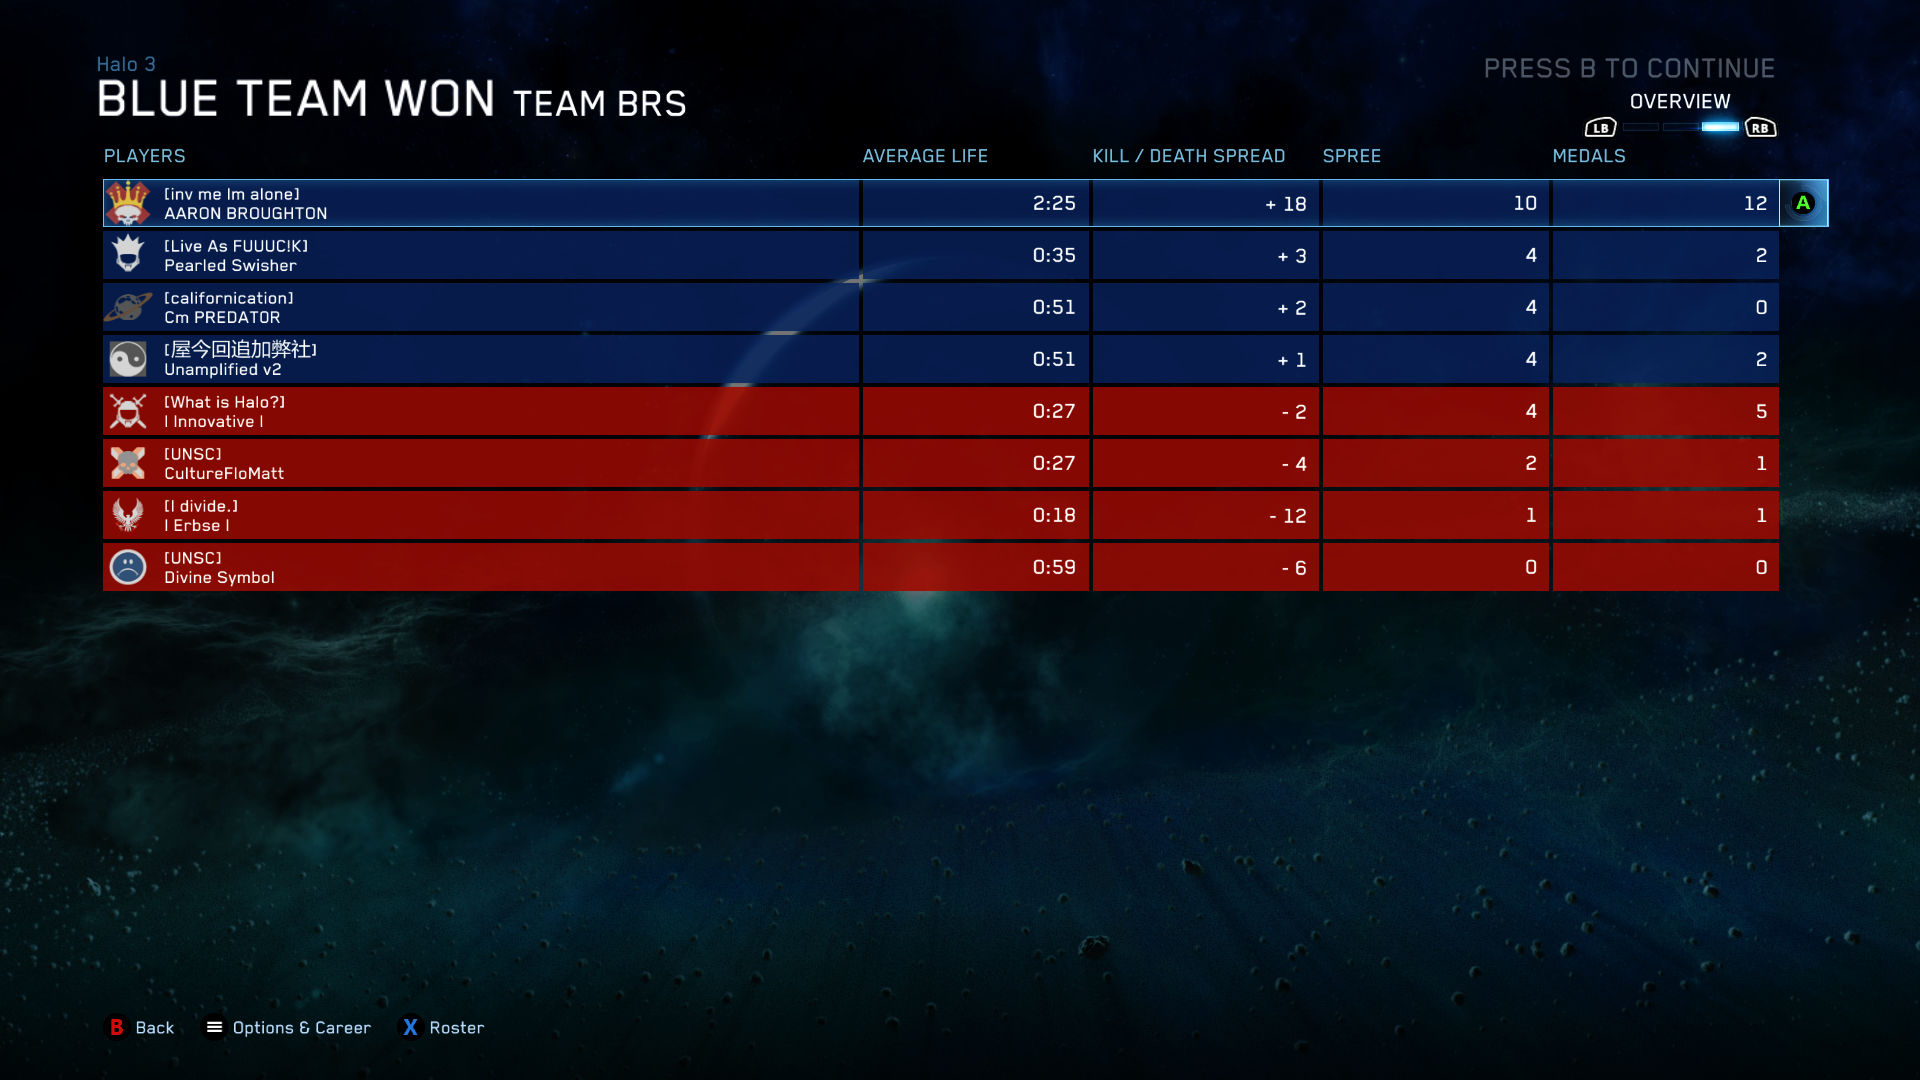 Halo 3
BLUE TEAM WON TEAM BRS
PRESS B TO CONTINUE
OVERVIEW
LB RB
PLAYERS AVERAGE LIFE KILL / DEATH SPREAD SPREE MEDALS
[inv me Im alone]
AARON BROUGHTON 2:25 + 18 10 12 A
[Live As FUUUC!K]
Pearled Swisher 0:35 + 3 4 2
[californication]
Cm PREDAT0R 0:51 + 2 4 0
[屋今回追加弊社]
Unamplified v2 0:51 + 1 4 2
[What is Halo?]
I Innovative I 0:27 - 2 4 5
[UNSC]
CultureFloMatt 0:27 - 4 2 1
[I divide.]
I Erbse I 0:18 - 12 1 1
[UNSC]
Divine Symbol 0:59 - 6 0 0
B Back Options & Career X Roster